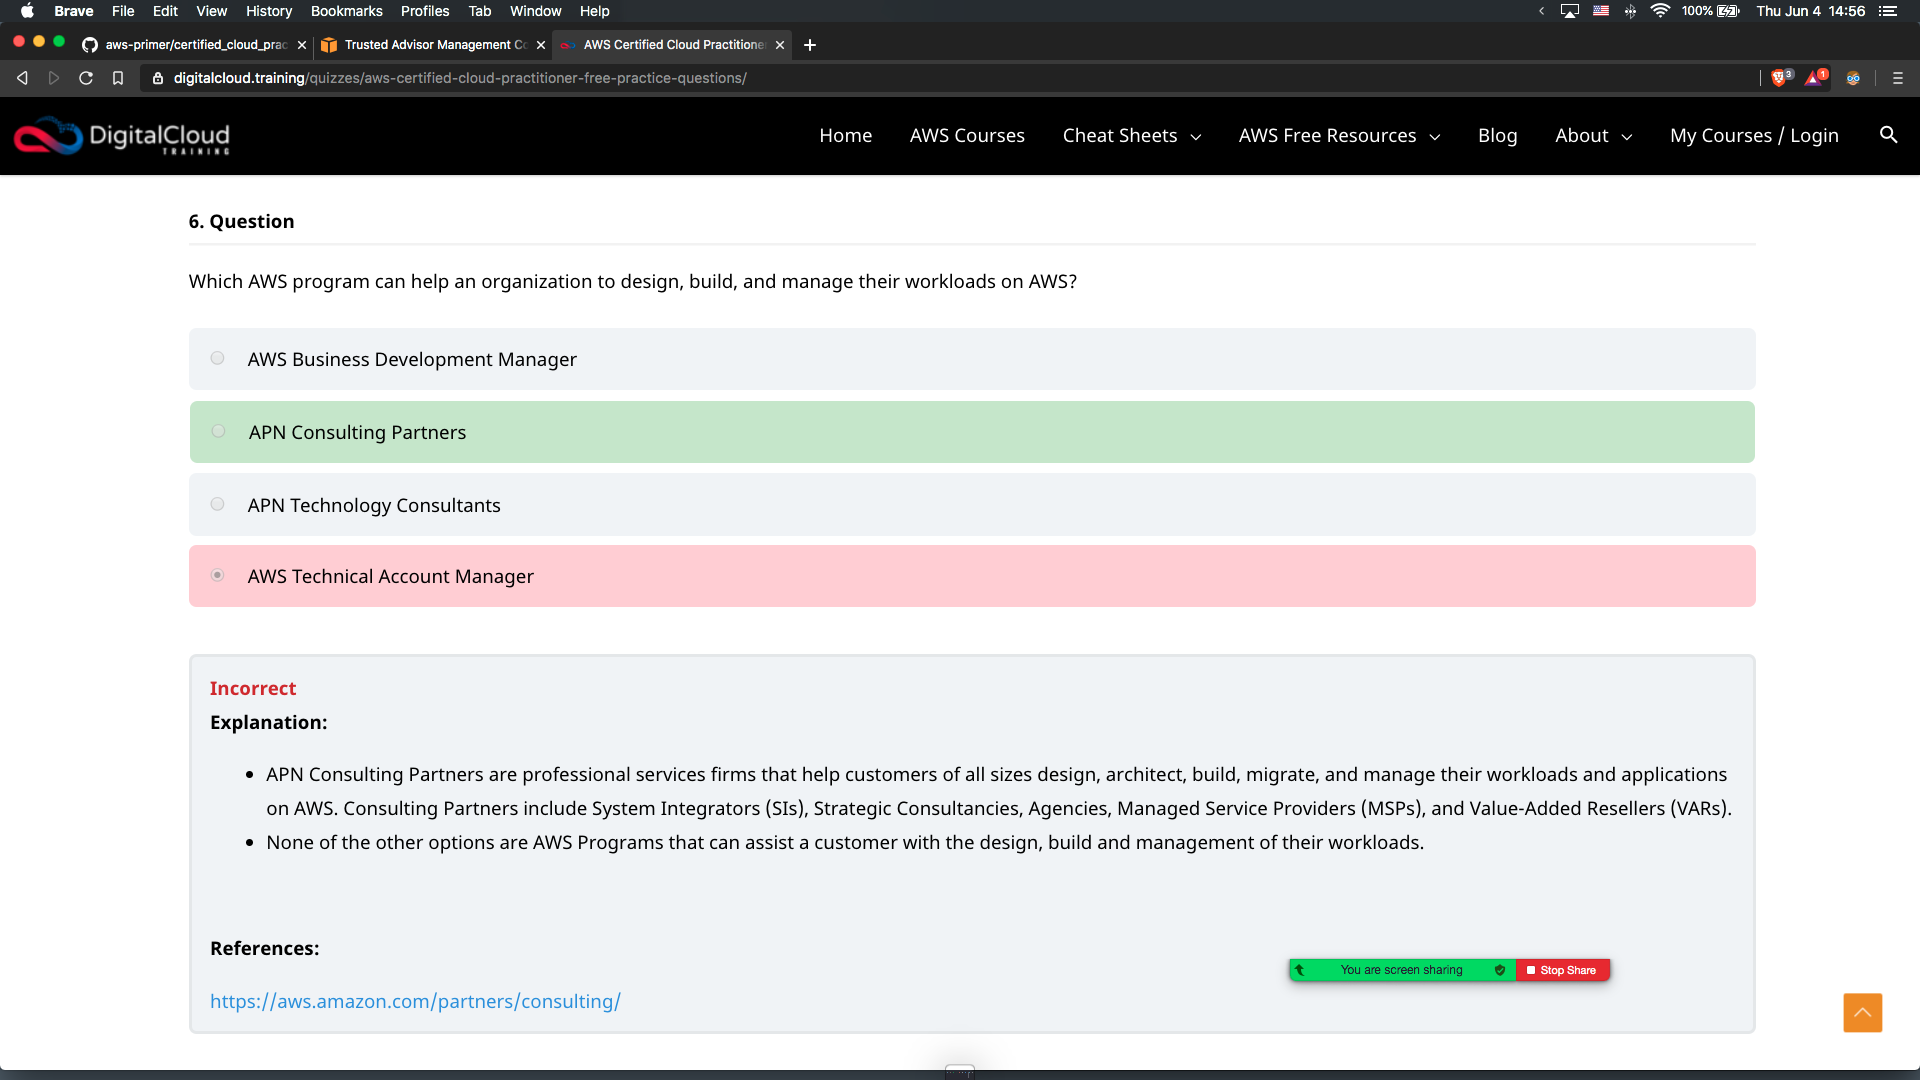 Brave File Edit View History Bookmarks Profiles Tab Window Help 100% Thu Jun 4 14:56
aws-primer/certified_cloud_prac Trusted Advisor Management Co AWS Certified Cloud Practitione
digitalcloud.training/quizzes/aws-certified-cloud-practitioner-free-practice-questions/ 3 1
DigitalCloud
TRAINING
Home AWS Courses Cheat Sheets AWS Free Resources Blog About My Courses / Login
6. Question
Which AWS program can help an organization to design, build, and manage their workloads on AWS?
AWS Business Development Manager
APN Consulting Partners
APN Technology Consultants
AWS Technical Account Manager
Incorrect
Explanation:
• APN Consulting Partners are professional services firms that help customers of all sizes design, architect, build, migrate, and manage their workloads and applications
on AWS. Consulting Partners include System Integrators (SIs), Strategic Consultancies, Agencies, Managed Service Providers (MSPs), and Value-Added Resellers (VARs).
• None of the other options are AWS Programs that can assist a customer with the design, build and management of their workloads.
References:
You are screen sharing Stop Share
https://aws.amazon.com/partners/consulting/